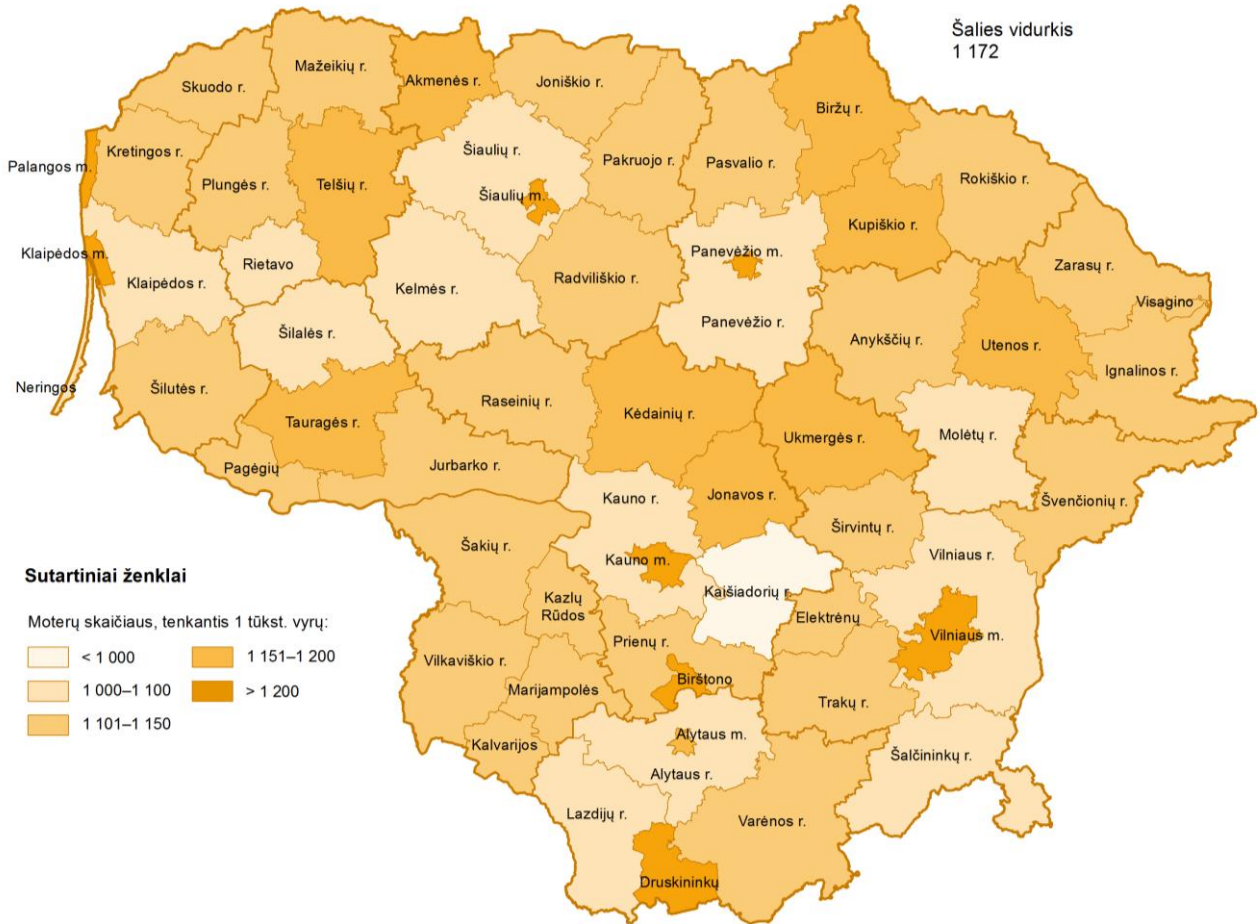 Šalies vidurkis
1 172
Mažeikių r.
Skuodo r.
Akmenės r.
Joniškio r.
Biržų r.
Kretingos r.
Šiaulių r.
Pakruojo r.
Pasvalio r.
Palangos m.
Plungės r.
Telšių r.
Šiaulių m.
Rokiškio r.
Kupiškio r.
Klaipėdos m.
Rietavo
Panevėžio m.
Klaipėdos r.
Kelmės r.
Radviliškio r.
Zarasų r.
Visagino
Šilalės r.
Panevėžio r.
Anykščių r.
Utenos r.
Ignalinos r.
Neringos
Šilutės r.
Raseinių r.
Tauragės r.
Kėdainių r.
Ukmergės r.
Molėtų r.
Pagėgių
Jurbarko r.
Kauno r.
Jonavos r.
Švenčionių r.
Širvintų r.
Šakių r.
Kauno m.
Vilniaus r.
Kaišiadorių r.
Kazlų
Rūdos
Elektrėnų
Prienų r.
Vilniaus m.
Vilkaviškio r.
Birštono
Marijampolės
Trakų r.
Kalvarijos
Alytaus m.
Šalčininkų r.
Alytaus r.
Lazdijų r.
Varėnos r.
Druskininkų
Sutartiniai ženklai
Moterų skaičiaus, tenkantis 1 tūkst. vyrų:
< 1 000
1 151–1 200
1 000–1 100
> 1 200
1 101–1 150